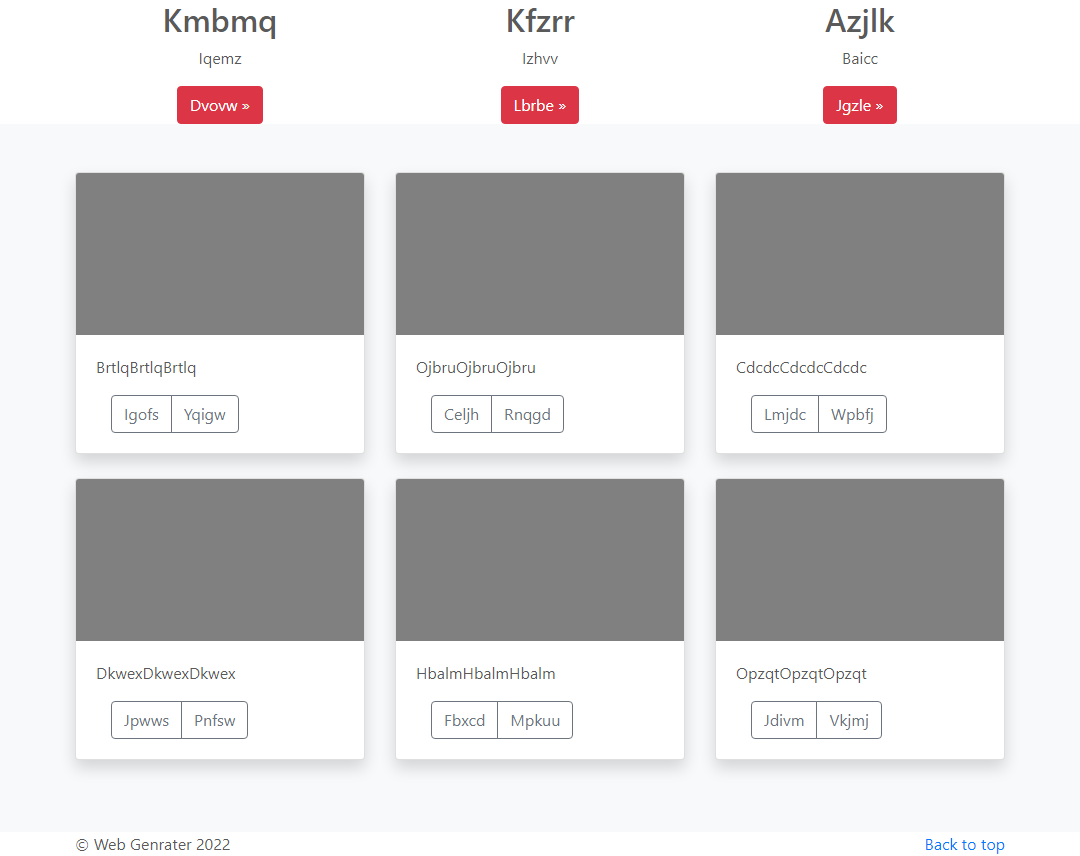 Kmbmq Kfzrr Azjlk
Iqemz Izhvv Baicc
Dvovw » Lbrbe » Jgzle »
BrtlqBrtlqBrtlq OjbruOjbruOjbru CdcdcCdcdcCdcdc
Igofs Yqigw Celjh Rnqgd Lmjdc Wpbfj
DkwexDkwexDkwex HbalmHbalmHbalm OpzqtOpzqtOpzqt
Jpwws Pnfsw Fbxcd Mpkuu Jdivm Vkjmj
© Web Genrater 2022 Back to top